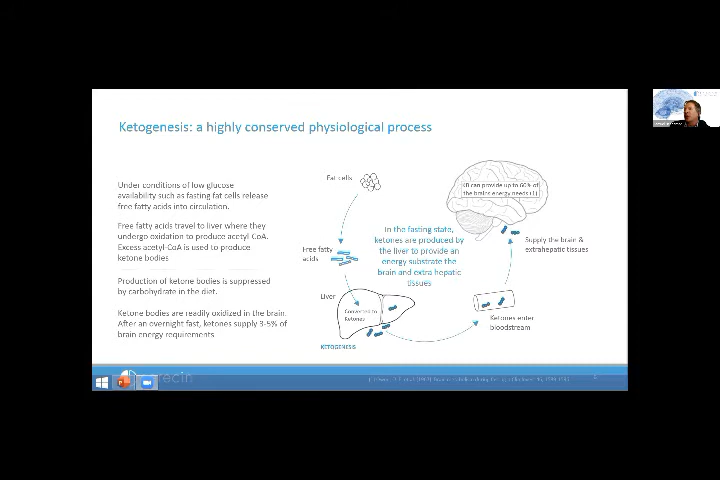 Ketogenesis: a highly conserved physiological process
Under conditions of low glucose
availability such as fasting fat cells release
free fatty acids into circulation.
Free fatty acids travel to liver where they
undergo oxidation to produce acetyl CoA.
Excess acetyl-CoA is used to produce
ketone bodies
Production of ketone bodies is suppressed
by carbohydrate in the diet.
Ketone bodies are readily oxidized in the brain.
After an overnight fast, ketones supply 3-5% of
brain energy requirements
Fat cells
Free fatty
acids
Liver
Converted to
Ketones
KETOGENESIS
In the fasting state,
ketones are produced by
the liver to provide an
energy substrate the
brain and extra hepatic
tissues
KB can provide up to 60% of
the brains energy needs (1)
Supply the brain &
extrahepatic tissues
Ketones enter
bloodstream